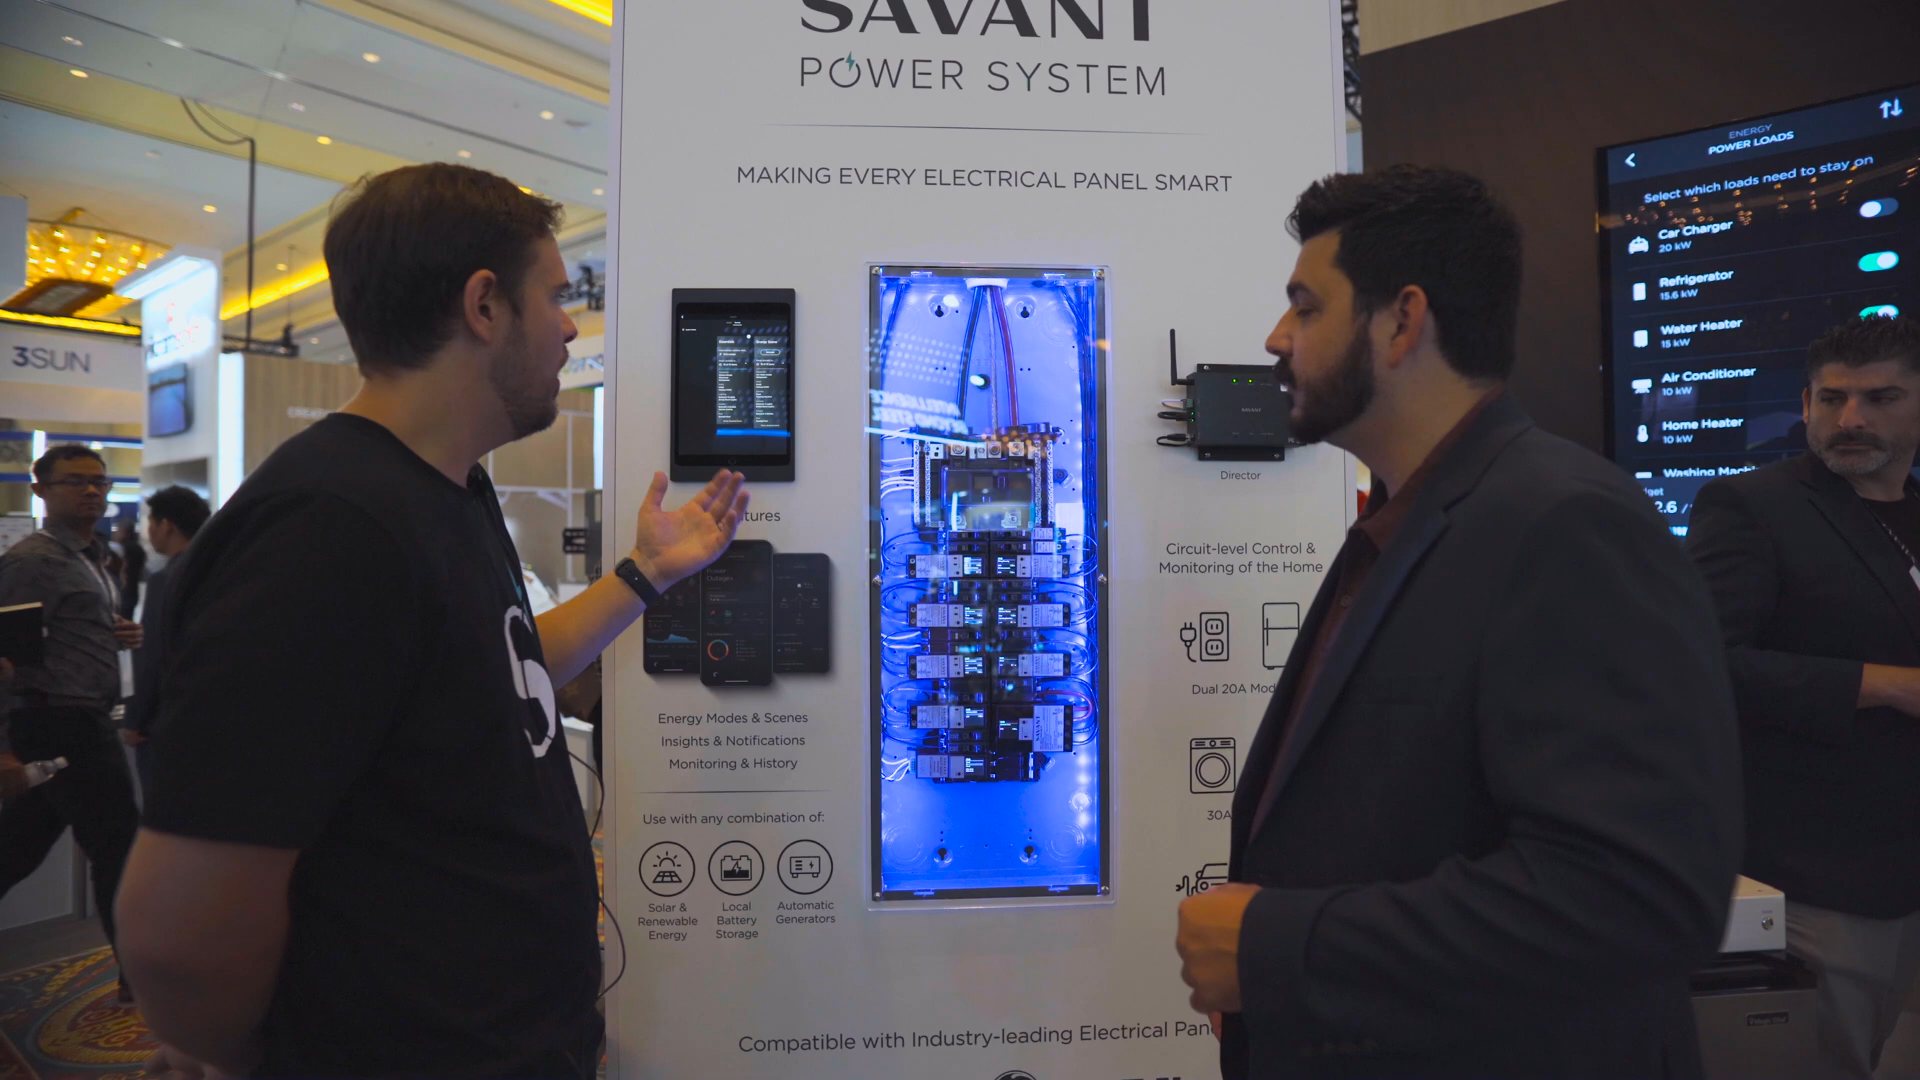 SAVANT
POWER SYSTEM
MAKING EVERY ELECTRICAL PANEL SMART
3SUN
Energy Modes & Scenes
Insights & Notifications
Monitoring & History
Use with any combination of:
Solar &
Renewable
Energy
Local
Battery
Storage
Automatic
Generators
SAVANT
Director
Circuit-level Control &
Monitoring of the Home
Dual 20A
30A
Compatible with Industry-leading Electrical
ENERGY
POWER LOADS
Select which loads need to stay on
Car Charger
20 kW
Refrigerator
15.6 kW
Water Heater
15 kW
Air Conditioner
10 kW
Home Heater
10 kW
Washing